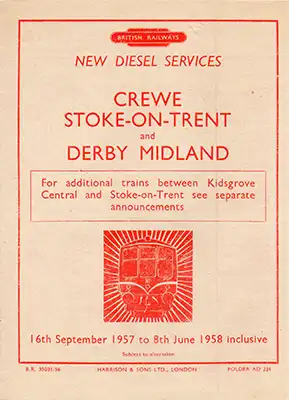 BRITISH RAILWAYS
NEW DIESEL SERVICES
CREWE
STOKE-ON-TRENT
and
DERBY MIDLAND
For additional trains between Kidsgrove
Central and Stoke-on-Trent see separate
announcements
16th September 1957 to 8th June 1958 inclusive
Subject to alteration
B.R. 35031/56
HARRISON & SONS LTD., LONDON
FOLDER AD 224